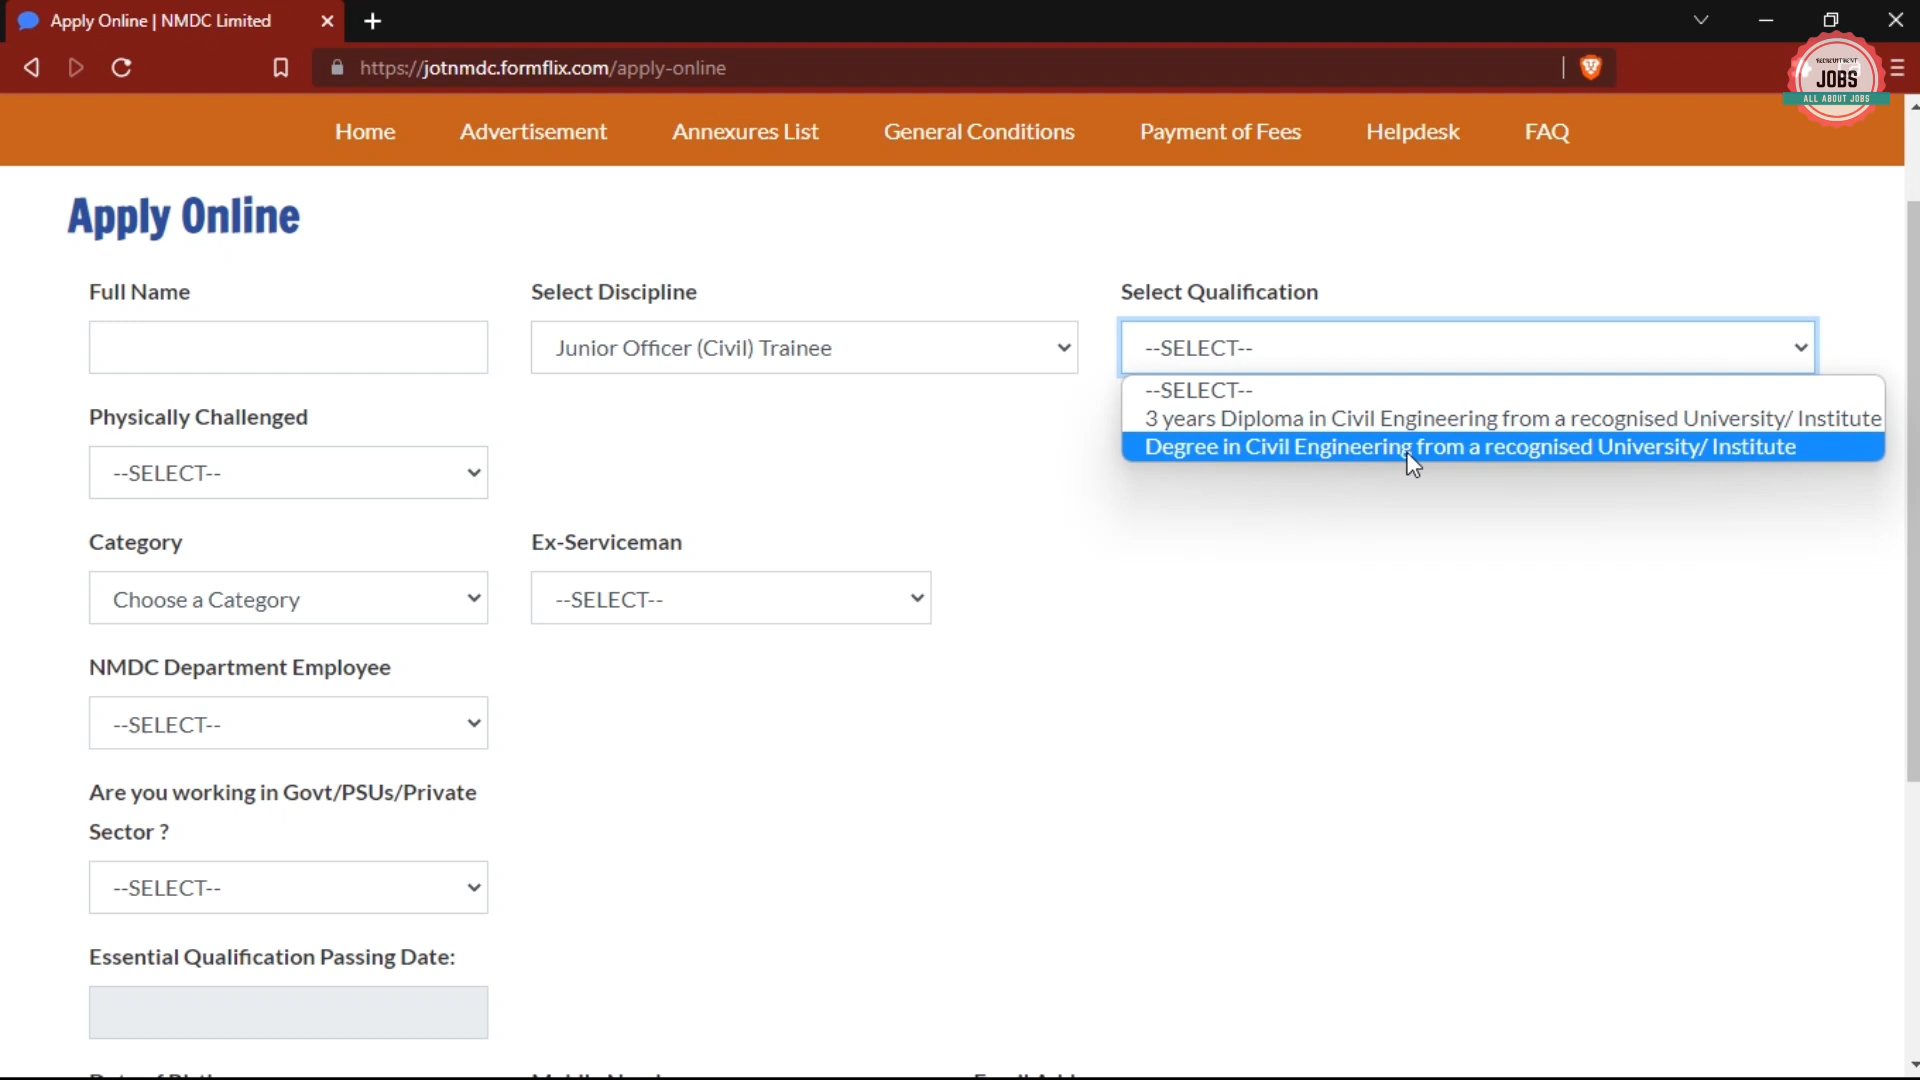 Apply Online | NMDC Limited
https://jotnmdc.formflix.com/apply-online
RECRUITMENT
JOBS
ALL ABOUT JOBS
Home Advertisement Annexures List General Conditions Payment of Fees Helpdesk FAQ
Apply Online
Full Name Select Discipline Select Qualification
Junior Officer (Civil) Trainee --SELECT--
--SELECT--
3 years Diploma in Civil Engineering from a recognised University/ Institute
Degree in Civil Engineering from a recognised University/ Institute
Physically Challenged
--SELECT--
Category Ex-Serviceman
Choose a Category --SELECT--
NMDC Department Employee
--SELECT--
Are you working in Govt/PSUs/Private
Sector ?
--SELECT--
Essential Qualification Passing Date: